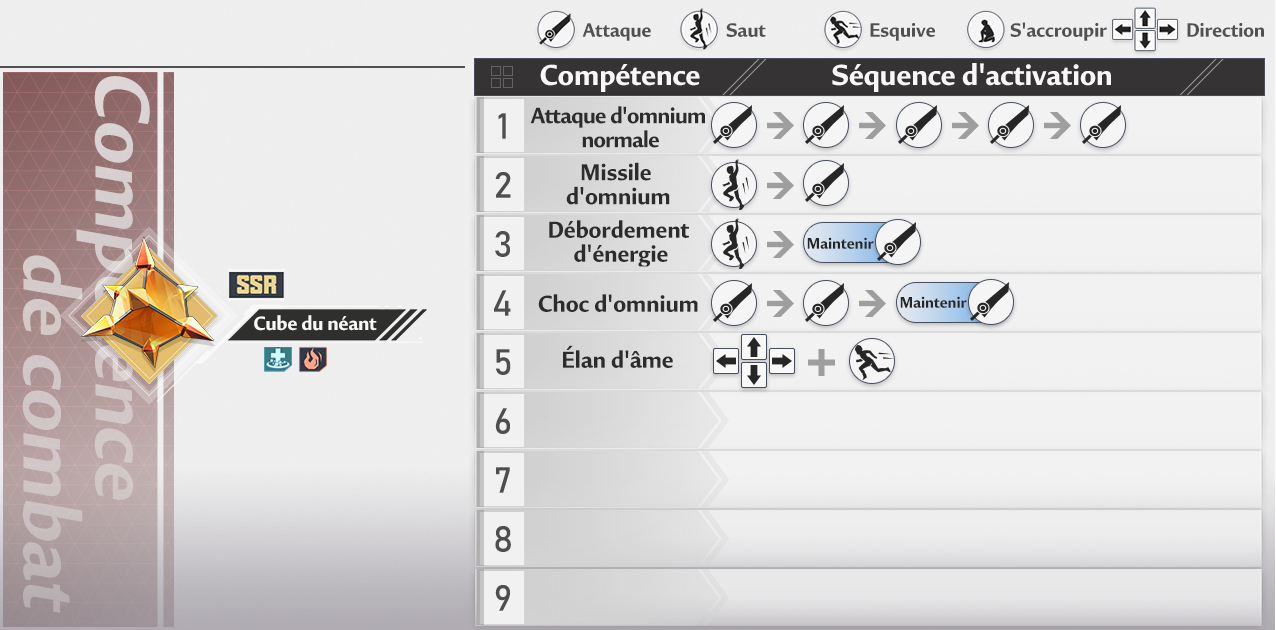 Attaque
Saut
Esquive
S'accroupir
Direction
Compétence
Séquence d'activation
Compétence
de combat
SSR
Cube du néant
1
Attaque d'omnium
normale
2
Missile
d'omnium
3
Débordement
d'énergie
Maintenir
4
Choc d'omnium
Maintenir
5
Élan d'âme
6
7
8
9